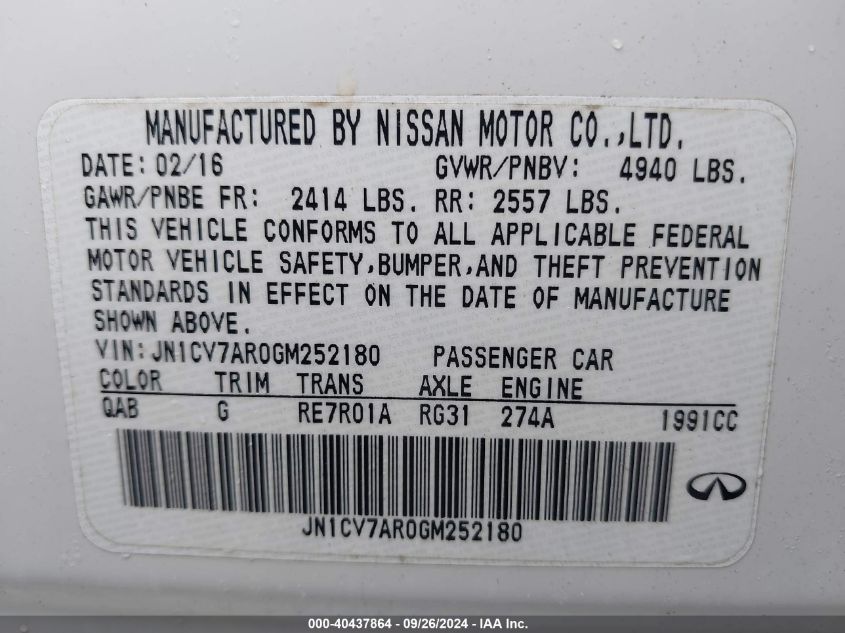 MANUFACTURED BY NISSAN MOTOR CO.,LTD.
DATE: 02/16 GVWR/PNBV: 4940 LBS.
GAWR/PNBE FR: 2414 LBS. RR: 2557 LBS.
THIS VEHICLE CONFORMS TO ALL APPLICABLE FEDERAL
MOTOR VEHICLE SAFETY,BUMPER,AND THEFT PREVENTION
STANDARDS IN EFFECT ON THE DATE OF MANUFACTURE
SHOWN ABOVE.
VIN:JN1CV7AR0GM252180 PASSENGER CAR
COLOR TRIM TRANS AXLE ENGINE
QAB G RE7R01A RG31 274A 1991CC
JN1CV7AR0GM252180
000-40437864 - 09/26/2024 - IAA Inc.